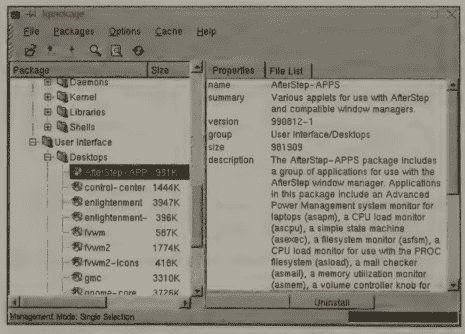 kpackage
File Packages Options Cache Help
Package Size
Daemons
Kernel
Libraries
Shells
User Interface
Desktops
AfterStep-APP 981K
control-center 1444K
enlightenment 3947K
enlightenment- 396K
fvwm 587K
fvwm2 1774K
fvwm2-icons 418K
gmc 3310K
gnome-core 3726K
Properties File List
name AfterStep-APPS
summary Various applets for use with AfterStep
and compatible window managers.
version 990812-1
group User Interface/Desktops
size 981909
description The AfterStep-APPS package includes
a group of applications for use with the
AfterStep window manager. Applications
in this package include an Advanced
Power Management system monitor for
laptops (asapm), a CPU load monitor
(ascpu), a simple state machine
(asexec), a filesystem monitor (asfsm), a
CPU load monitor for use with the PROC
filesystem (asload), a mail checker
(asmail), a memory utilization monitor
(asmem), a volume controller knob for
Uninstall
Management Mode: Single Selection